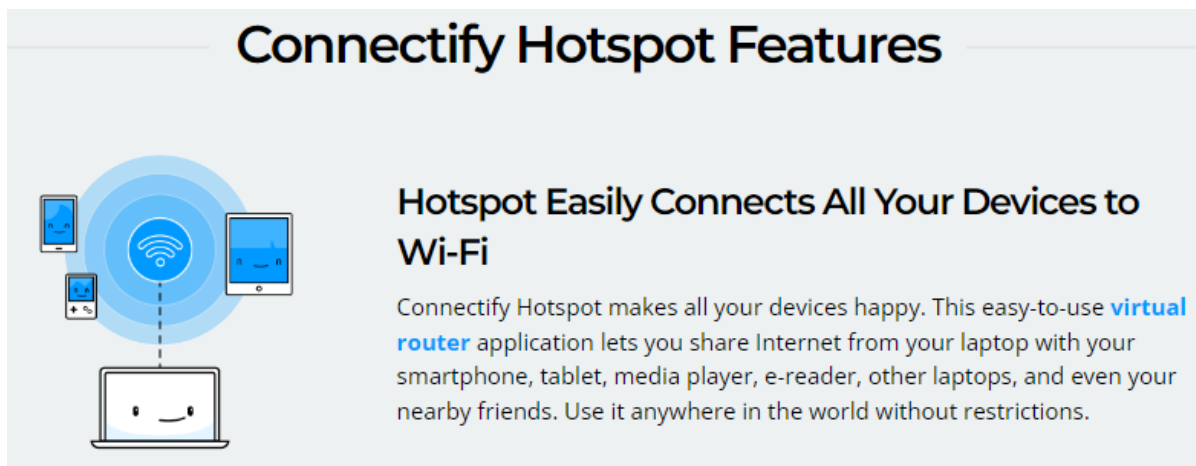 Connectify Hotspot Features
Hotspot Easily Connects All Your Devices to
Wi-Fi
Connectify Hotspot makes all your devices happy. This easy-to-use virtual
router application lets you share Internet from your laptop with your
smartphone, tablet, media player, e-reader, other laptops, and even your
nearby friends. Use it anywhere in the world without restrictions.